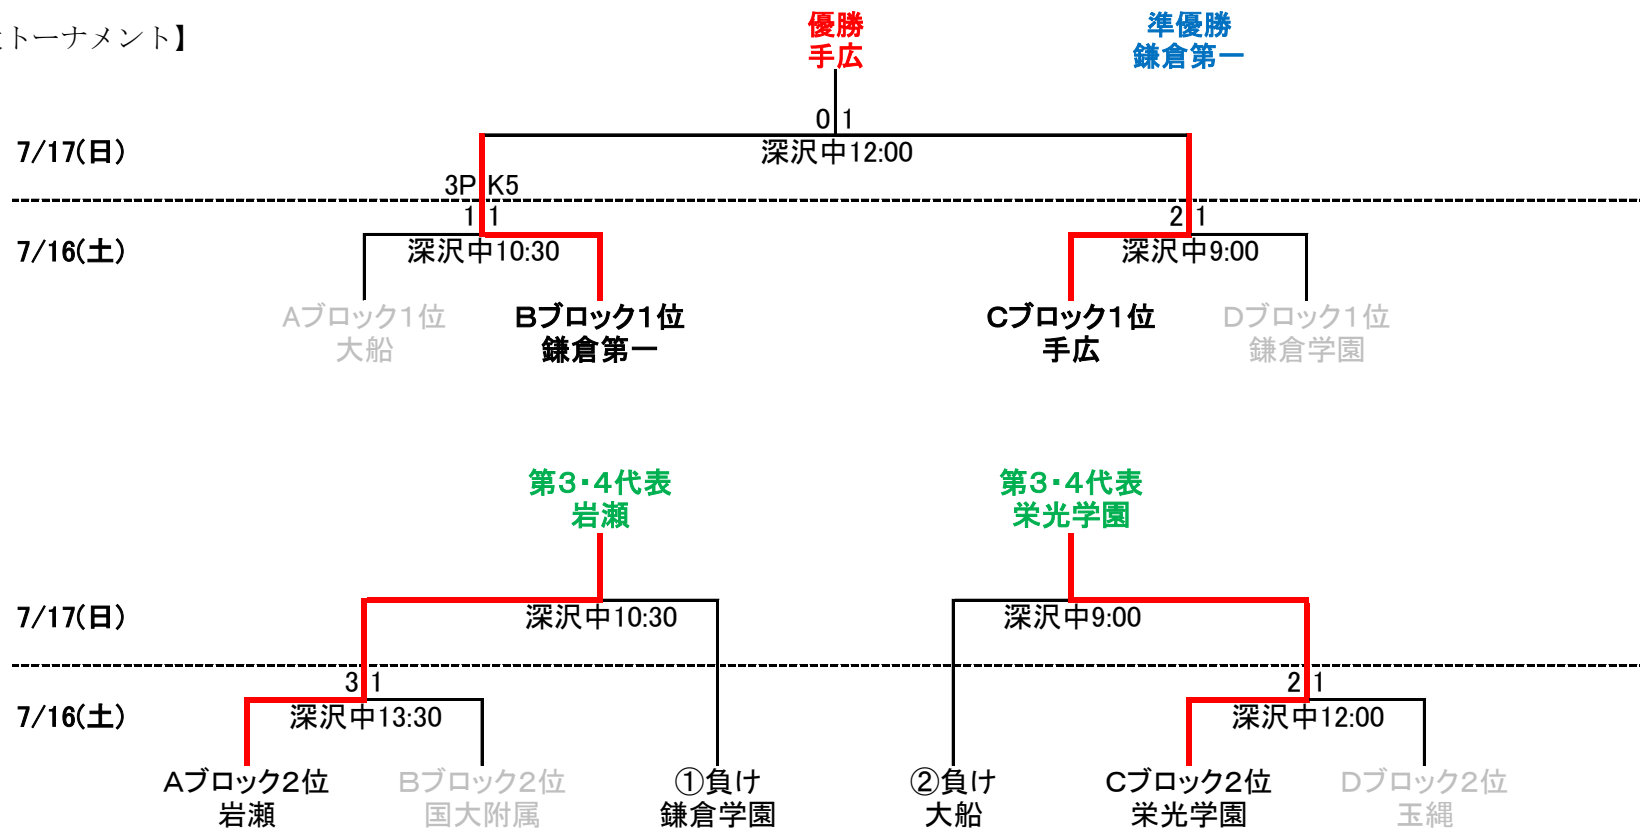 トーナメント】
優勝
手広
準優勝
鎌倉第一
0 1
7/17(日)
深沢中12:00
3P K5
1 1
2 1
7/16(土)
深沢中10:30
深沢中9:00
Aブロック1位
大船
Bブロック1位
鎌倉第一
Cブロック1位
手広
Dブロック1位
鎌倉学園
第3・4代表
岩瀬
第3・4代表
栄光学園
7/17(日)
深沢中10:30
深沢中9:00
3 1
2 1
7/16(土)
深沢中13:30
深沢中12:00
Aブロック2位
岩瀬
Bブロック2位
国大附属
①負け
鎌倉学園
②負け
大船
Cブロック2位
栄光学園
Dブロック2位
玉縄